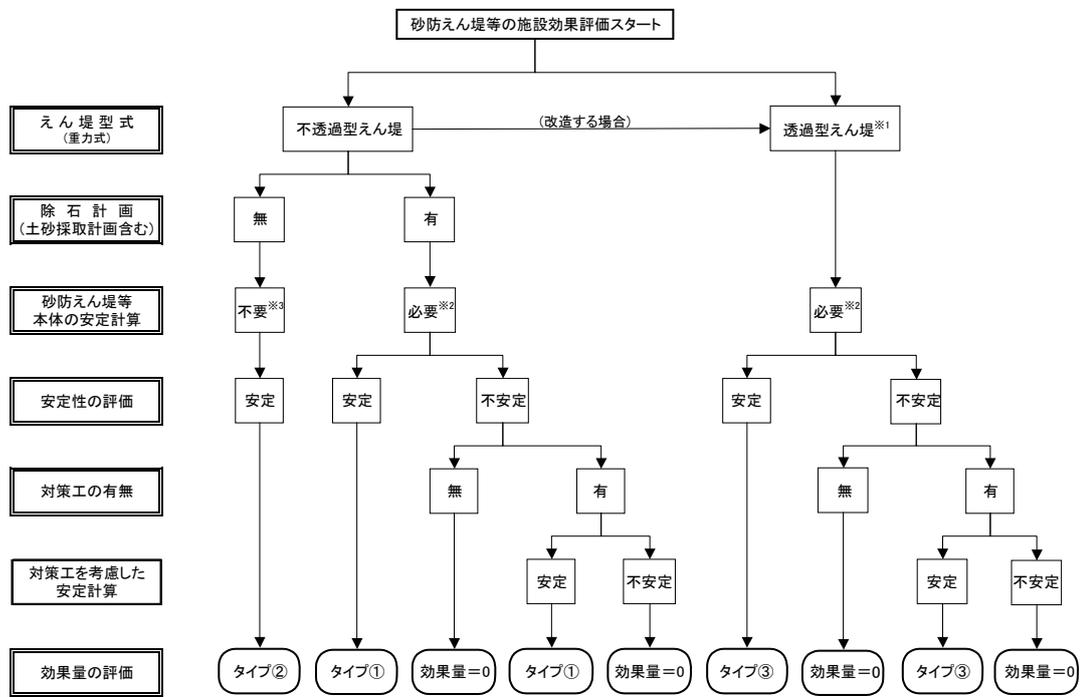 砂防えん堤等の施設効果評価スタート
えん堤型式
(重力式)
不透過型えん堤
(改造する場合)
透過型えん堤※1
除石計画
(土砂採取計画含む)
無
有
砂防えん堤等
本体の安定計算
不要※3
必要※2
必要※2
安定性の評価
安定
安定
不安定
安定
不安定
対策工の有無
無
有
無
有
対策工を考慮した
安定計算
安定
不安定
安定
不安定
効果量の評価
タイプ②
タイプ①
効果量=0
タイプ①
効果量=0
タイプ③
効果量=0
タイプ③
効果量=0